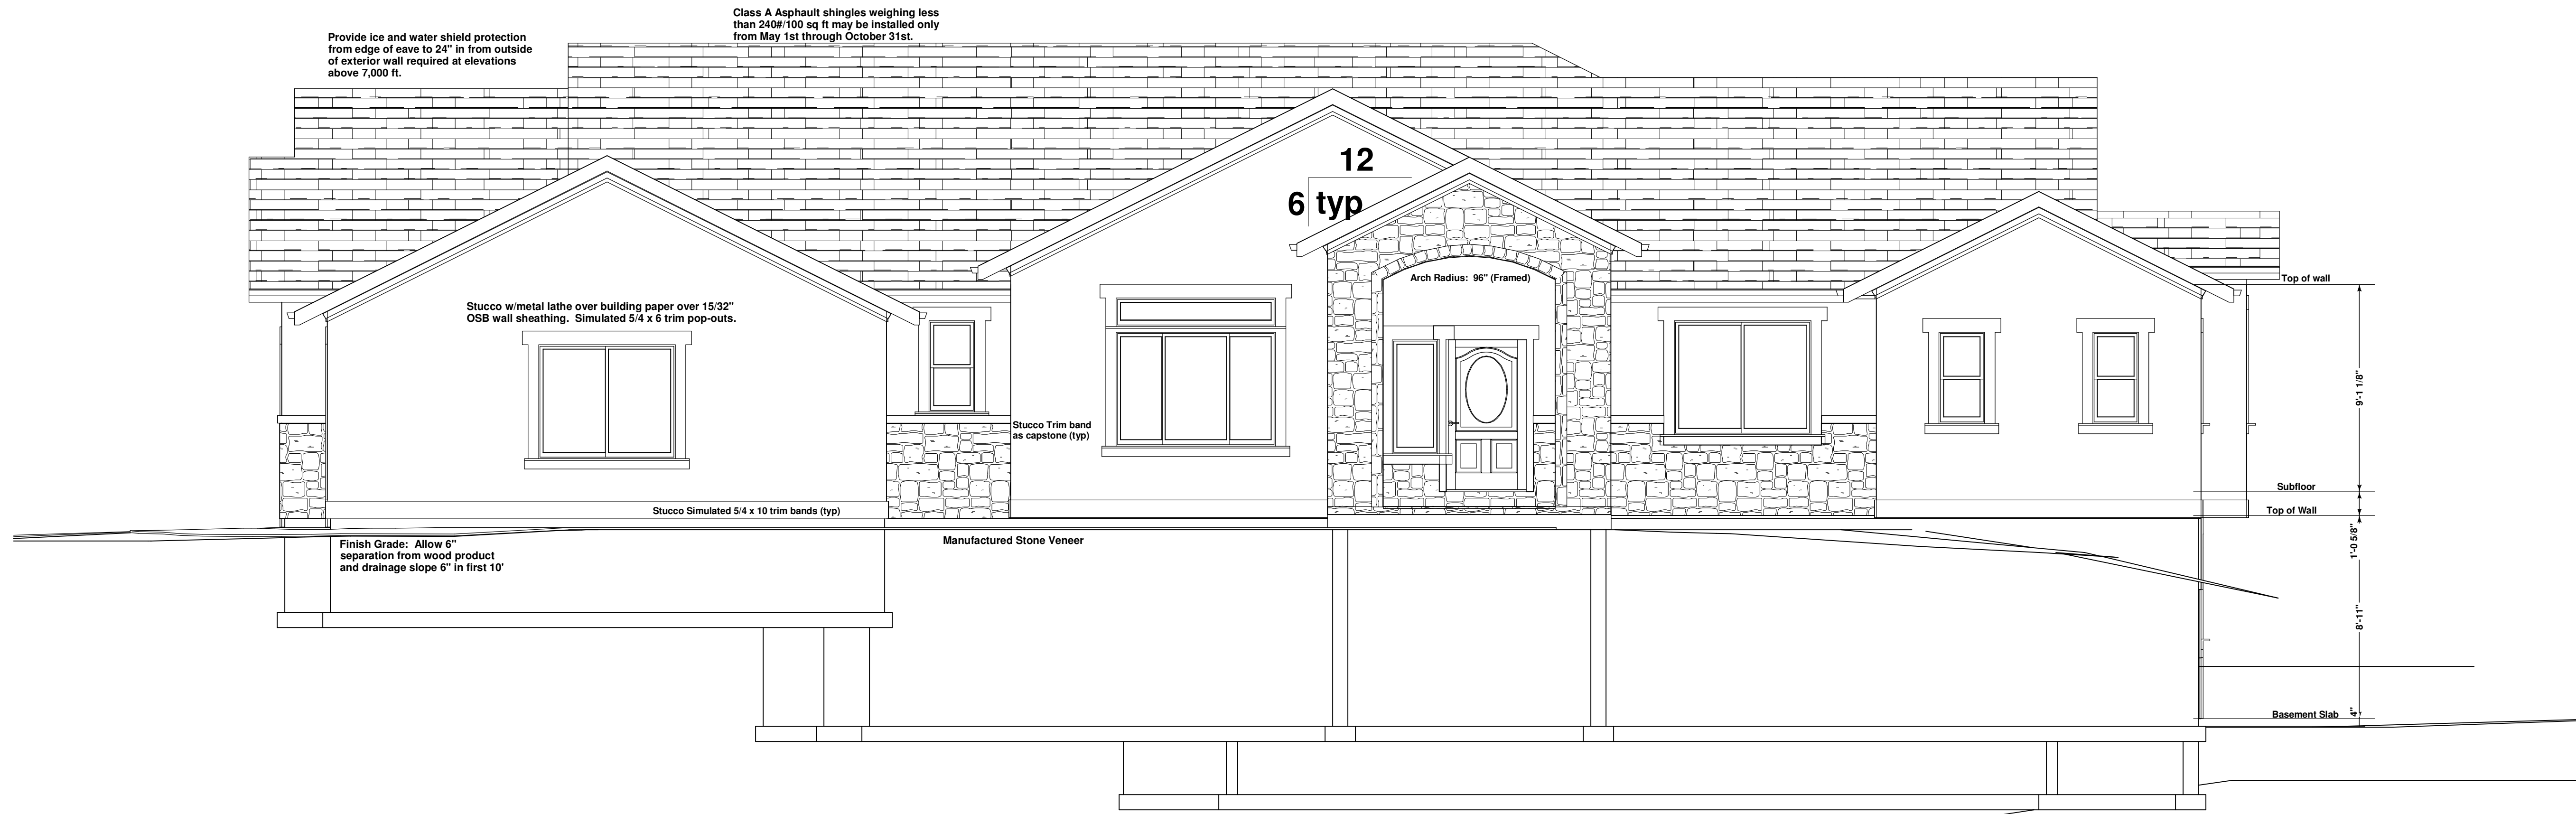 Class A Asphault shingles weighing less
than 240#/100 sq ft may be installed only
from May 1st through October 31st.
Provide ice and water shield protection
from edge of eave to 24" in from outside
of exterior wall required at elevations
above 7,000 ft.
12
6 typ
Arch Radius: 96" (Framed)
Top of wall
Stucco w/metal lathe over building paper over 15/32"
OSB wall sheathing. Simulated 5/4 x 6 trim pop-outs.
9'-1 1/8"
Stucco Trim band
as capstone (typ)
Subfloor
Stucco Simulated 5/4 x 10 trim bands (typ)
Top of Wall
1'-0 5/8"
Manufactured Stone Veneer
Finish Grade: Allow 6"
separation from wood product
and drainage slope 6" in first 10'
8'-11"
Basement Slab
4"